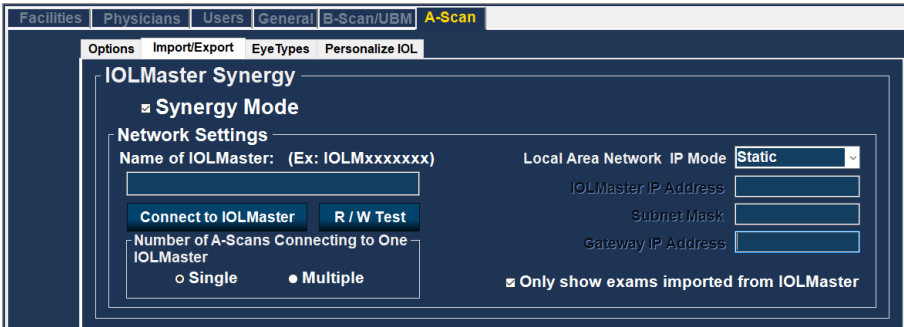 Facilities Physicians Users General B-Scan/UBM A-Scan
Options Import/Export EyeTypes Personalize IOL
IOLMaster Synergy
Synergy Mode
Network Settings
Name of IOLMaster: (Ex: IOLMxxxxxxx)
Local Area Network IP Mode Static
IOLMaster IP Address
Connect to IOLMaster R / W Test
Subnet Mask
Number of A-Scans Connecting to One
IOLMaster
Gateway IP Address
Single Multiple
Only show exams imported from IOLMaster